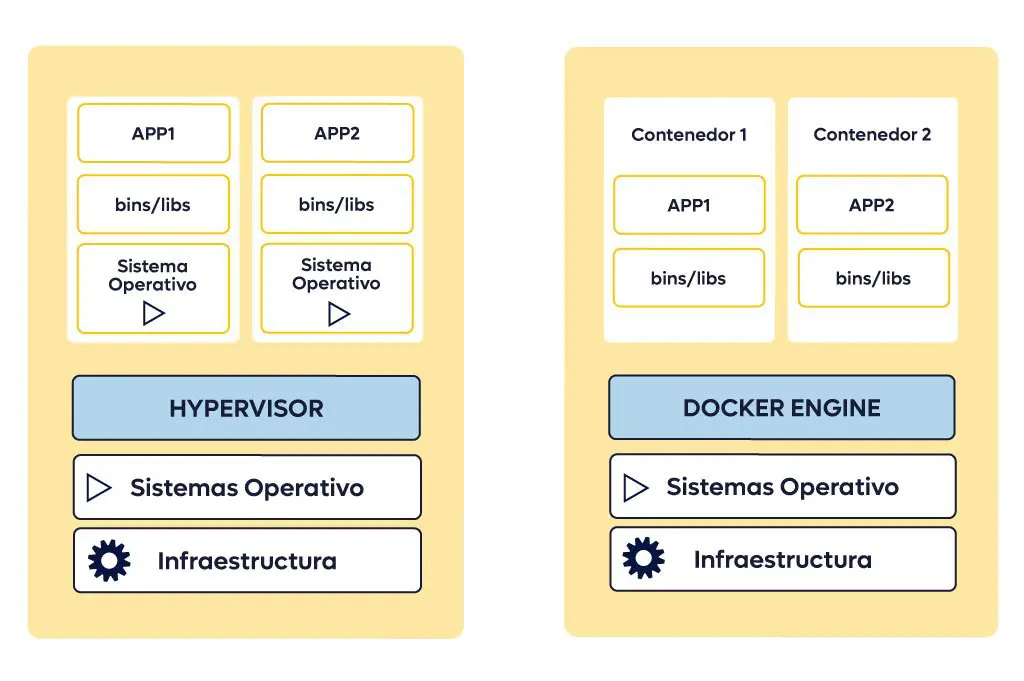 APP1
APP2
bins/libs
bins/libs
Sistema
Operativo
Sistema
Operativo
HYPERVISOR
Sistemas Operativo
Infraestructura
Contenedor 1
Contenedor 2
APP1
APP2
bins/libs
bins/libs
DOCKER ENGINE
Sistemas Operativo
Infraestructura